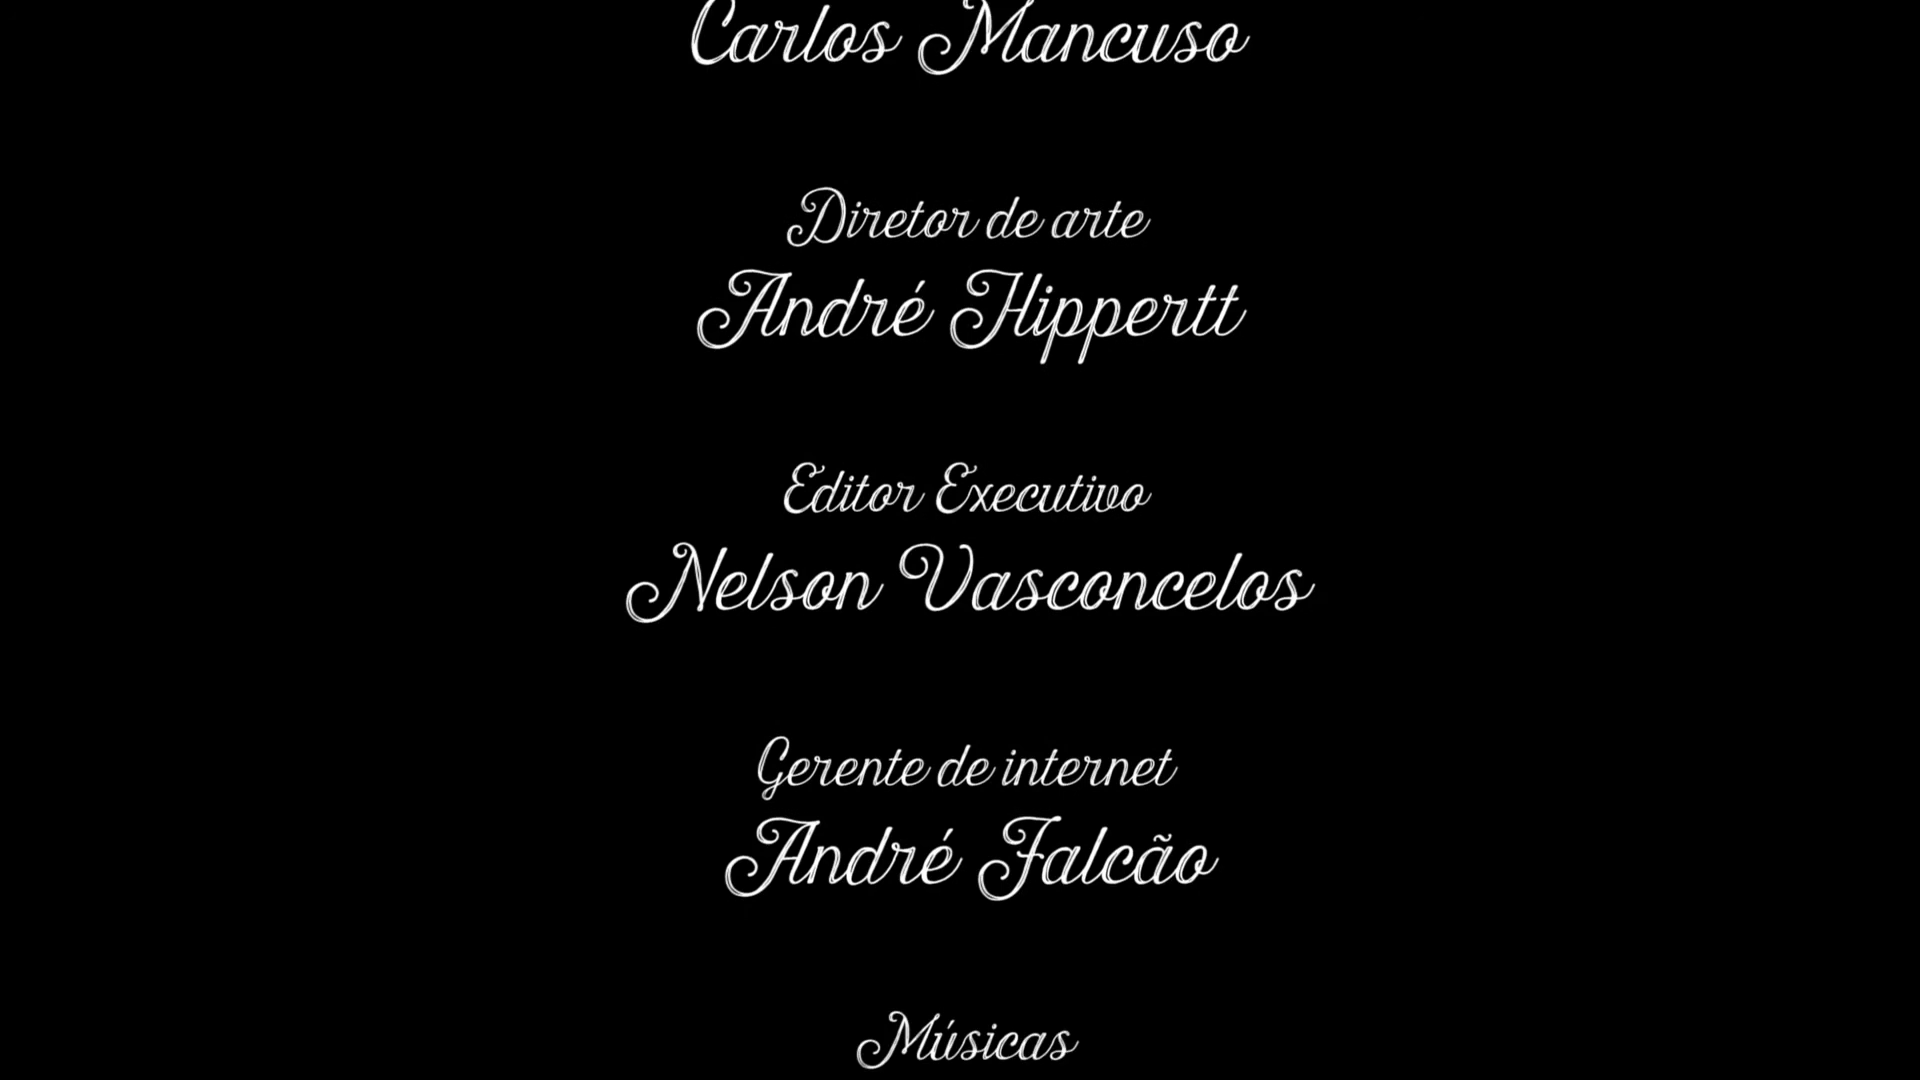 Carlos Mancuso
Diretor de arte
André Hippertt
Editor Executivo
Nelson Vasconcelos
Gerente de internet
André Falcão
Músicas